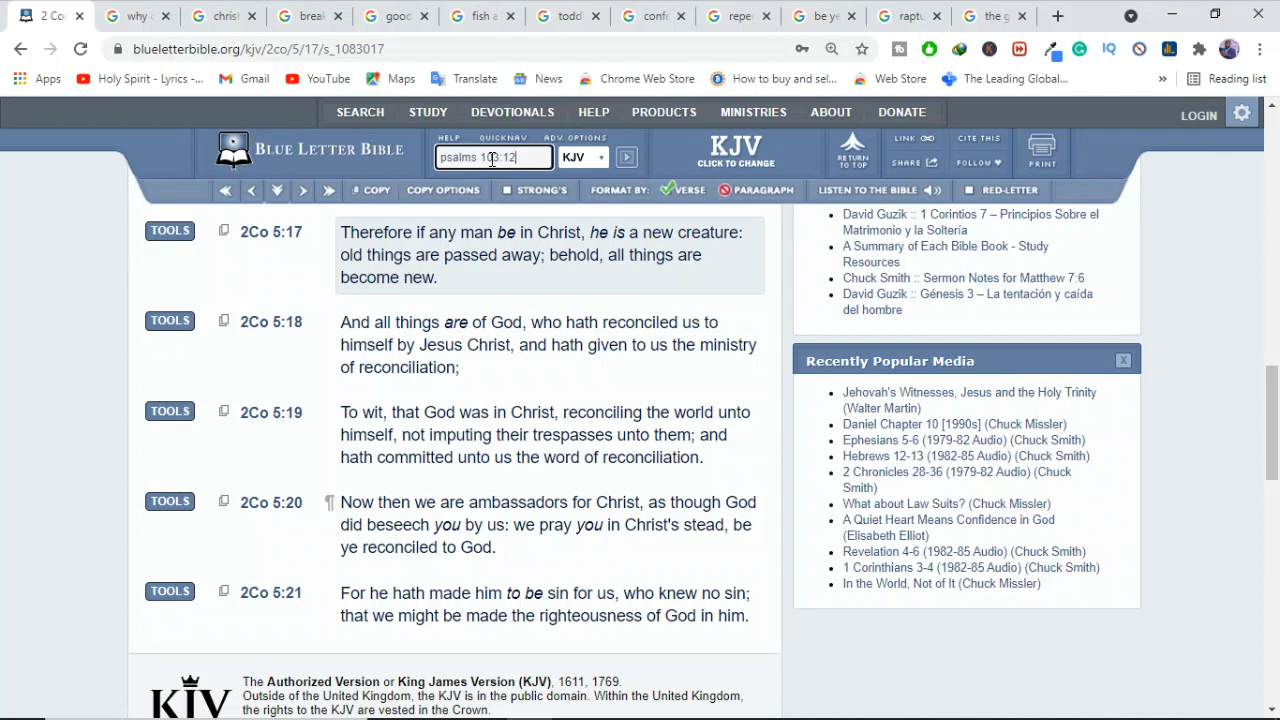 2 Co
why c
christ
break
good
fish a
toddl
confe
repe
be ye
raptu
the g
blueletterbible.org/kjv/2co/5/17/s_1083017
Apps
Holy Spirit - Lyrics -...
Gmail
YouTube
Maps
Translate
News
Chrome Web Store
How to buy and sel...
Web Store
The Leading Global...
»
Reading list
SEARCH
STUDY
DEVOTIONALS
HELP
PRODUCTS
MINISTRIES
ABOUT
DONATE
LOGIN
BLUE LETTER BIBLE
HELP
QUICKNAV
ADV. OPTIONS
psalms 103:12
KJV
KJV
CLICK TO CHANGE
RETURN
TO TOP
LINK
CITE THIS
SHARE
FOLLOW
PRINT
COPY
COPY OPTIONS
STRONG'S
FORMAT BY:
VERSE
PARAGRAPH
LISTEN TO THE BIBLE
RED-LETTER
TOOLS
2Co 5:17
Therefore if any man be in Christ, he is a new creature:
old things are passed away; behold, all things are
become new.
TOOLS
2Co 5:18
And all things are of God, who hath reconciled us to
himself by Jesus Christ, and hath given to us the ministry
of reconciliation;
TOOLS
2Co 5:19
To wit, that God was in Christ, reconciling the world unto
himself, not imputing their trespasses unto them; and
hath committed unto us the word of reconciliation.
TOOLS
2Co 5:20
¶ Now then we are ambassadors for Christ, as though God
did beseech you by us: we pray you in Christ's stead, be
ye reconciled to God.
TOOLS
2Co 5:21
For he hath made him to be sin for us, who knew no sin;
that we might be made the righteousness of God in him.
David Guzik :: 1 Corintios 7 – Principios Sobre el
Matrimonio y la Soltería
A Summary of Each Bible Book - Study
Resources
Chuck Smith :: Sermon Notes for Matthew 7:6
David Guzik :: Génesis 3 – La tentación y caída
del hombre
Recently Popular Media
X
Jehovah's Witnesses, Jesus and the Holy Trinity
(Walter Martin)
Daniel Chapter 10 [1990s] (Chuck Missler)
Ephesians 5-6 (1979-82 Audio) (Chuck Smith)
Hebrews 12-13 (1982-85 Audio) (Chuck Smith)
2 Chronicles 28-36 (1979-82 Audio) (Chuck
Smith)
What about Law Suits? (Chuck Missler)
A Quiet Heart Means Confidence in God
(Elisabeth Elliot)
Revelation 4-6 (1982-85 Audio) (Chuck Smith)
1 Corinthians 3-4 (1982-85 Audio) (Chuck Smith)
In the World, Not of It (Chuck Missler)
KJV
The Authorized Version or King James Version (KJV), 1611, 1769.
Outside of the United Kingdom, the KJV is in the public domain. Within the United Kingdom,
the rights to the KJV are vested in the Crown.